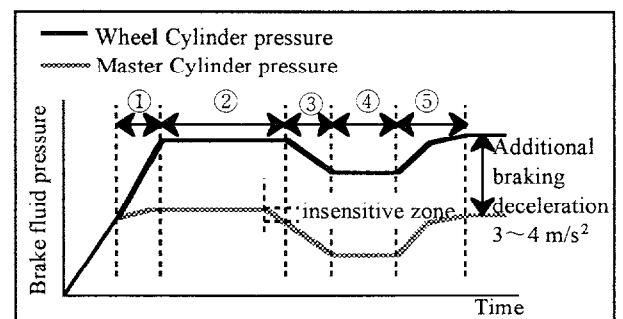 Wheel Cylinder pressure
Master Cylinder pressure
① ② ③ ④ ⑤
Brake fluid pressure
insensitive zone
Additional
braking
deceleration
3～4 m/s²
Time